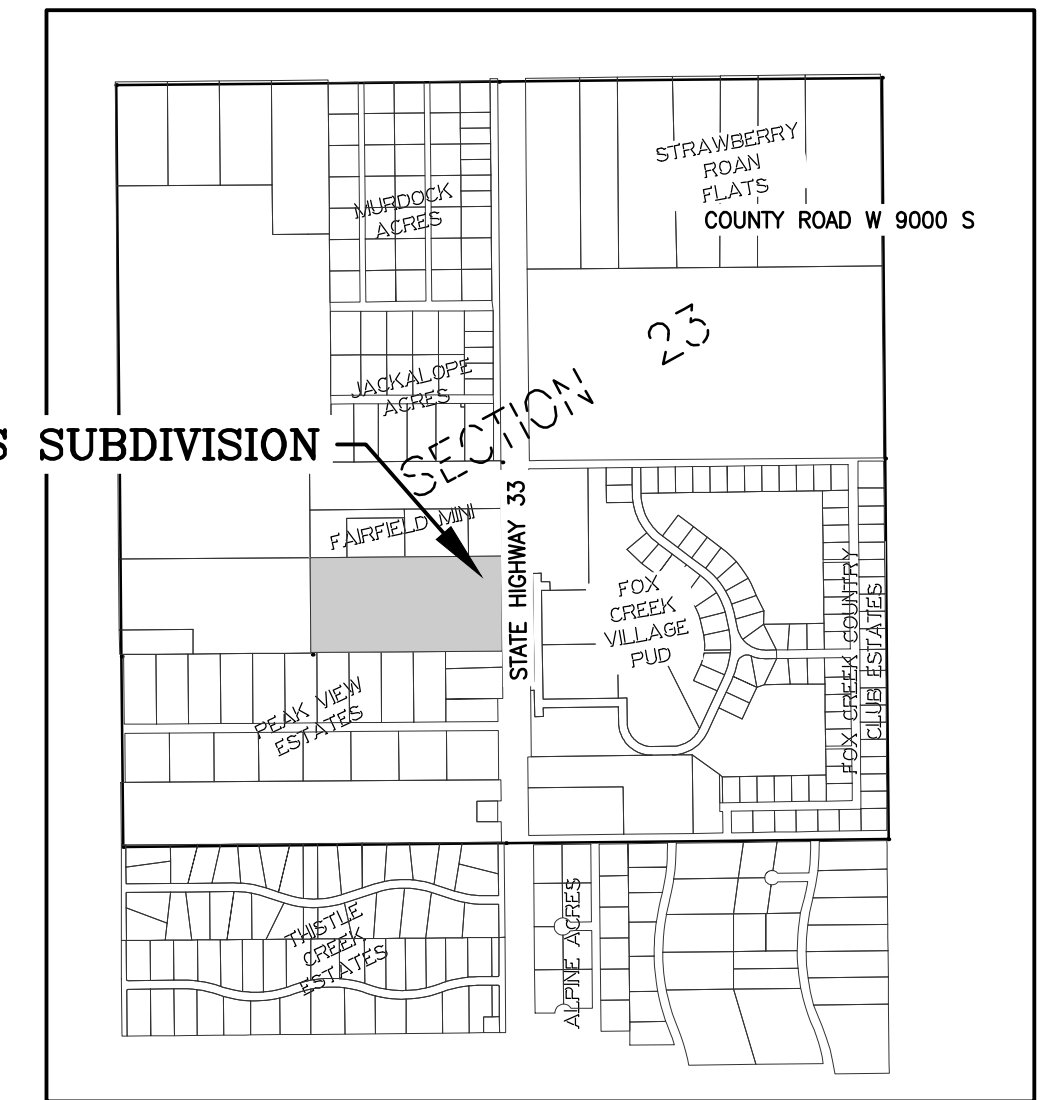 STRAWBERRY
ROAN
FLATS
COUNTY ROAD W 9000 S
MURDOCK
ACRES
23
SECTION
JACKALOPE
ACRES
S SUBDIVISION
FAIRFIELD MINI
STATE HIGHWAY 33
FOX
CREEK
VILLAGE
PUD
FOX CREEK COUNTRY
CLUB ESTATES
PEAK VIEW
ESTATES
THISTLE
CREEK
ESTATES
ALPINE ACRES